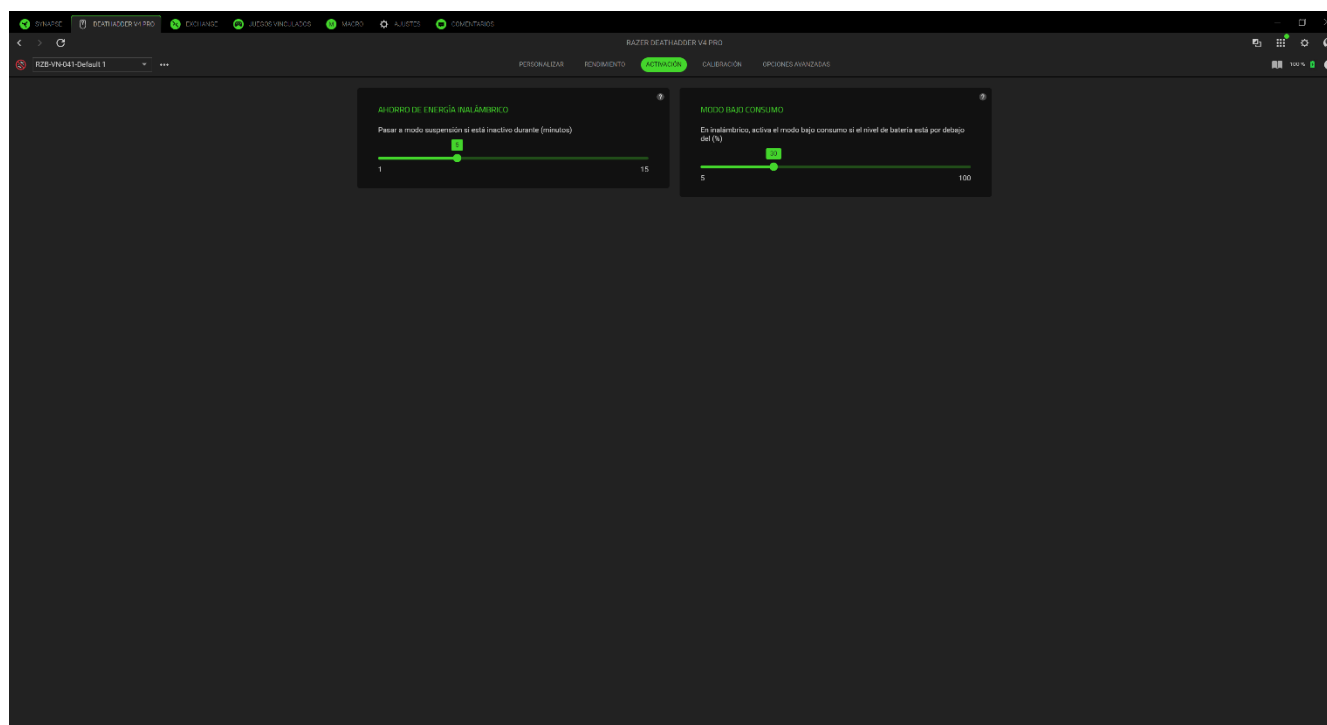 SYNAPSE DEATHADDER V4 PRO EXCHANGE JUEGOS VINCULADOS MACRO AJUSTES COMENTARIOS
RAZER DEATHADDER V4 PRO
RZB-VN-041-Default 1 PERSONALIZAR RENDIMIENTO ACTIVACIÓN CALIBRACIÓN OPCIONES AVANZADAS 100 %
AHORRO DE ENERGÍA INALÁMBRICO
Pasar a modo suspensión si está inactivo durante (minutos)
1 15
MODO BAJO CONSUMO
En inalámbrico, activa el modo bajo consumo si el nivel de batería está por debajo
del (%)
30
5 100